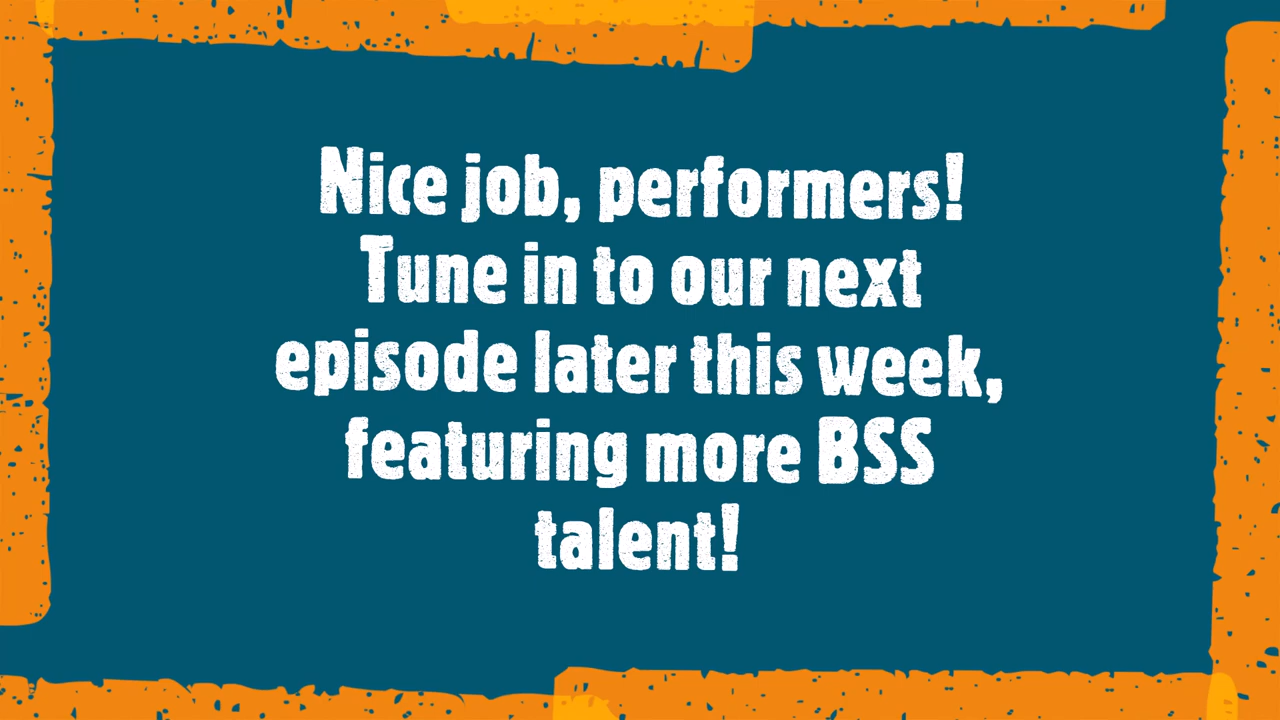 Nice job, performers!
Tune in to our next
episode later this week,
featuring more BSS
talent!